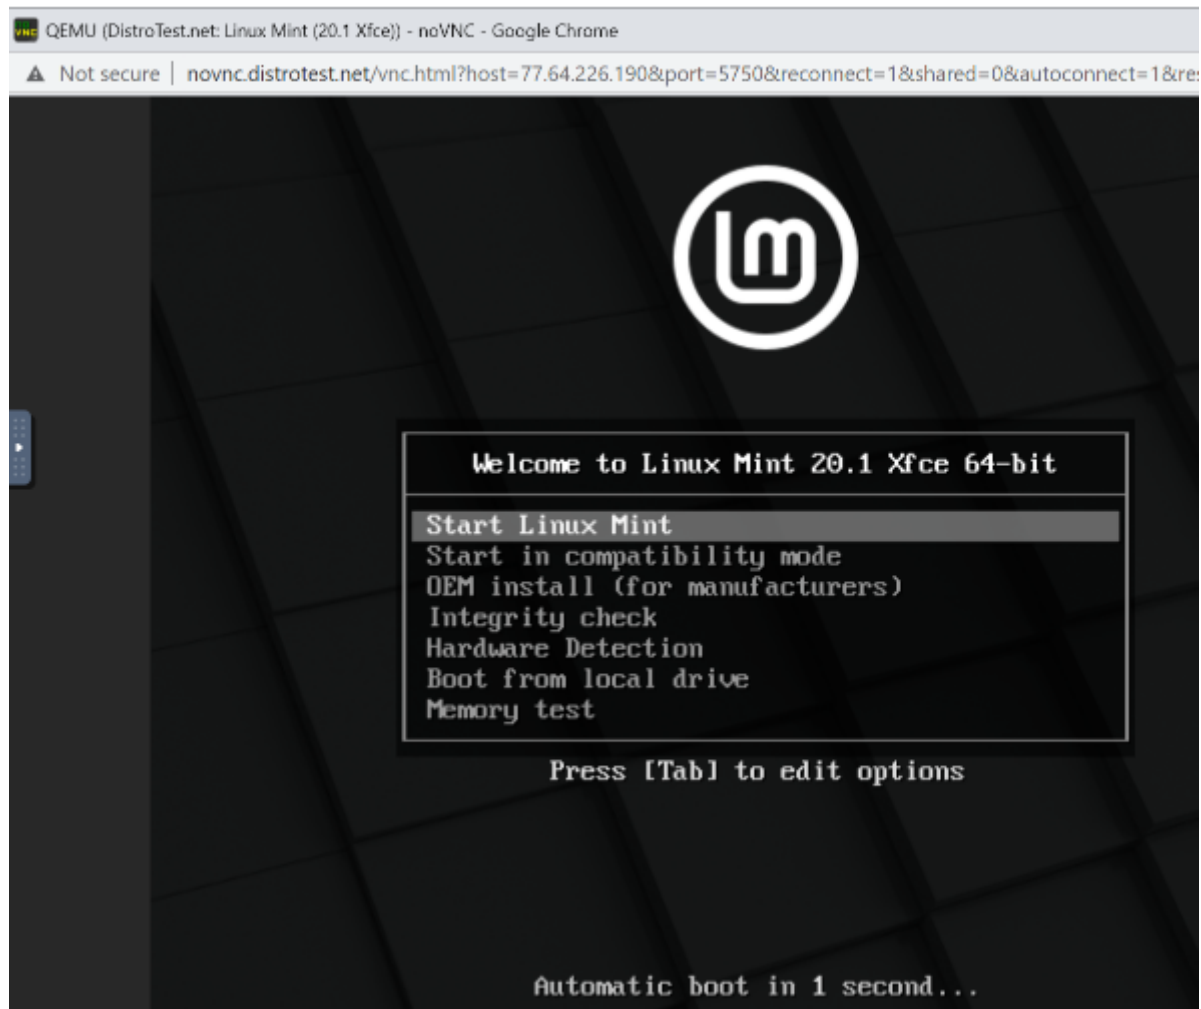 QEMU (DistroTest.net: Linux Mint (20.1 Xfce)) - noVNC - Google Chrome
Not secure | novnc.distrotest.net/vnc.html?host=77.64.226.190&port=5750&reconnect=1&shared=0&autoconnect=1&res
lm
Welcome to Linux Mint 20.1 Xfce 64-bit
Start Linux Mint
Start in compatibility mode
OEM install (for manufacturers)
Integrity check
Hardware Detection
Boot from local drive
Memory test
Press [Tab] to edit options
Automatic boot in 1 second...